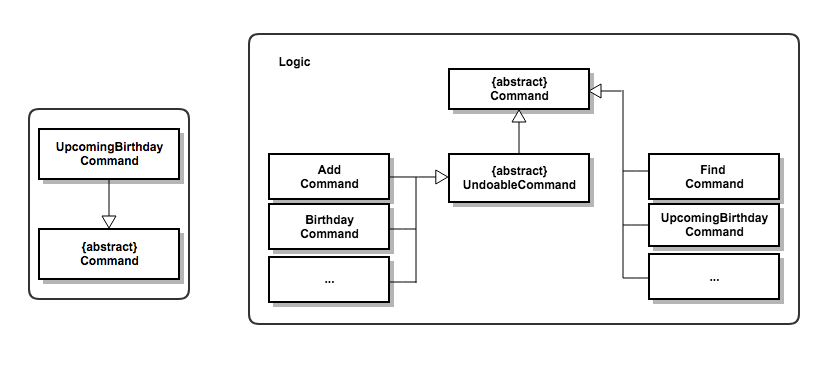 UpcomingBirthday
Command
{abstract}
Command
Logic
{abstract}
Command
Add
Command
Birthday
Command
...
{abstract}
UndoableCommand
Find
Command
UpcomingBirthday
Command
...